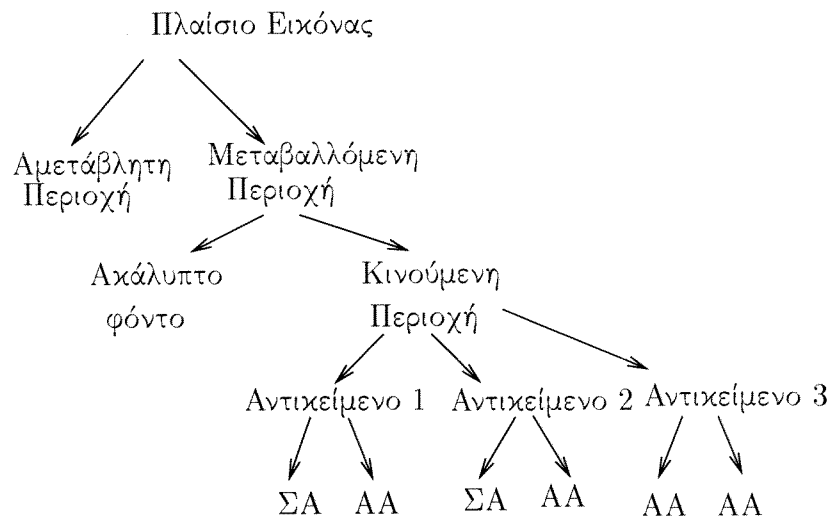 Πλαίσιο Εικόνας
Αμετάβλητη
Περιοχή
Μεταβαλλόμενη
Περιοχή
Ακάλυπτο
φόντο
Κινούμενη
Περιοχή
Αντικείμενο 1
Αντικείμενο 2
Αντικείμενο 3
ΣΑ ΑΑ
ΣΑ ΑΑ
ΑΑ ΑΑ